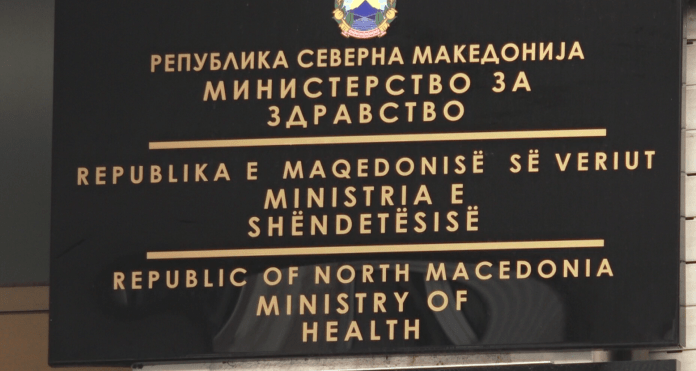 РЕПУБЛИКА СЕВЕРНА МАКЕДОНИЈА
МИНИСТЕРСТВО ЗА
ЗДРАВСТВО
REPUBLIKA E MAQEDONISË SË VERIUT
MINISTRIA E
SHËNDETËSISË
REPUBLIC OF NORTH MACEDONIA
MINISTRY OF
HEALTH